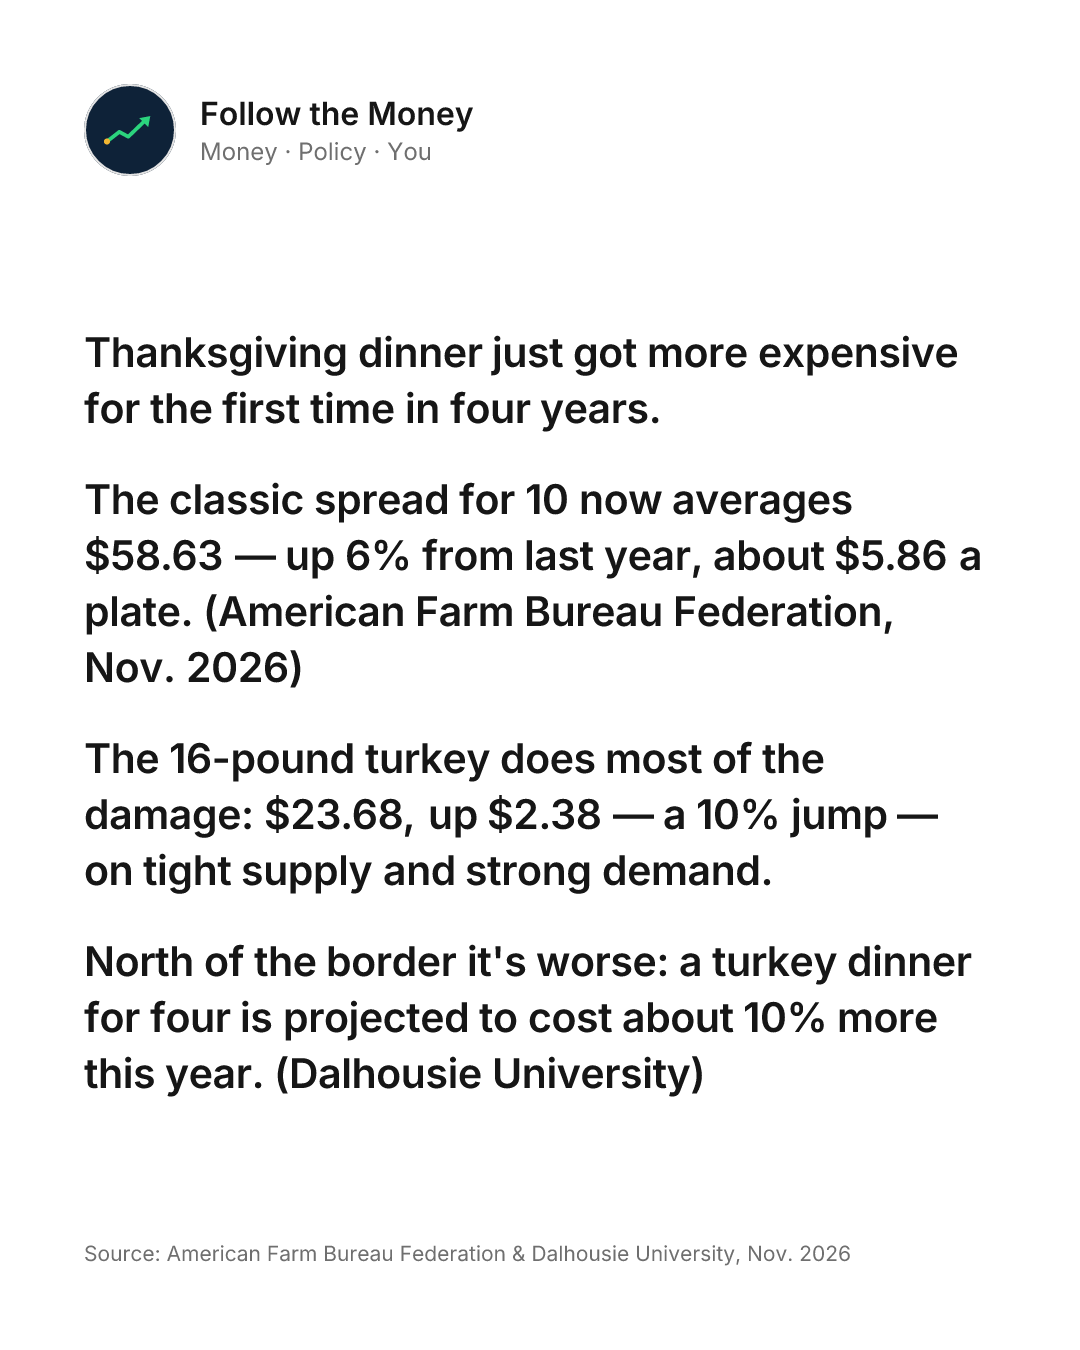 Follow the Money
Money · Policy · You
Thanksgiving dinner just got more expensive
for the first time in four years.
The classic spread for 10 now averages
$58.63 — up 6% from last year, about $5.86 a
plate. (American Farm Bureau Federation,
Nov. 2026)
The 16-pound turkey does most of the
damage: $23.68, up $2.38 — a 10% jump —
on tight supply and strong demand.
North of the border it's worse: a turkey dinner
for four is projected to cost about 10% more
this year. (Dalhousie University)
Source: American Farm Bureau Federation & Dalhousie University, Nov. 2026